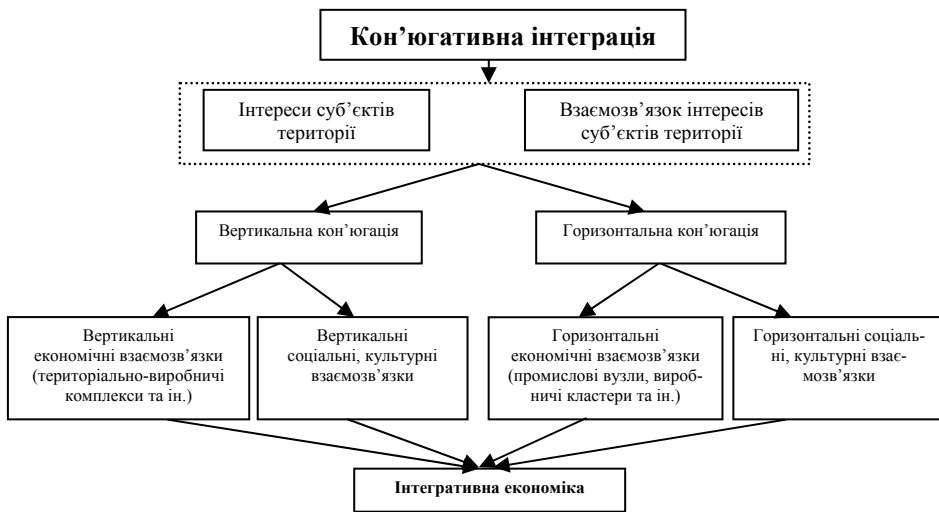 Кон’югативна інтеграція
Інтереси суб’єктів
території
Взаємозв’язок інтересів
суб’єктів території
Вертикальна кон’югація
Горизонтальна кон’югація
Вертикальні
економічні взаємозв’язки
(територіально-виробничі
комплекси та ін.)
Вертикальні
соціальні, культурні
взаємозв’язки
Горизонтальні
економічні взаємозв’язки
(промислові вузли, вироб-
ничі кластери та ін.)
Горизонтальні соціаль-
ні, культурні взає-
мозв’язки
Інтегративна економіка